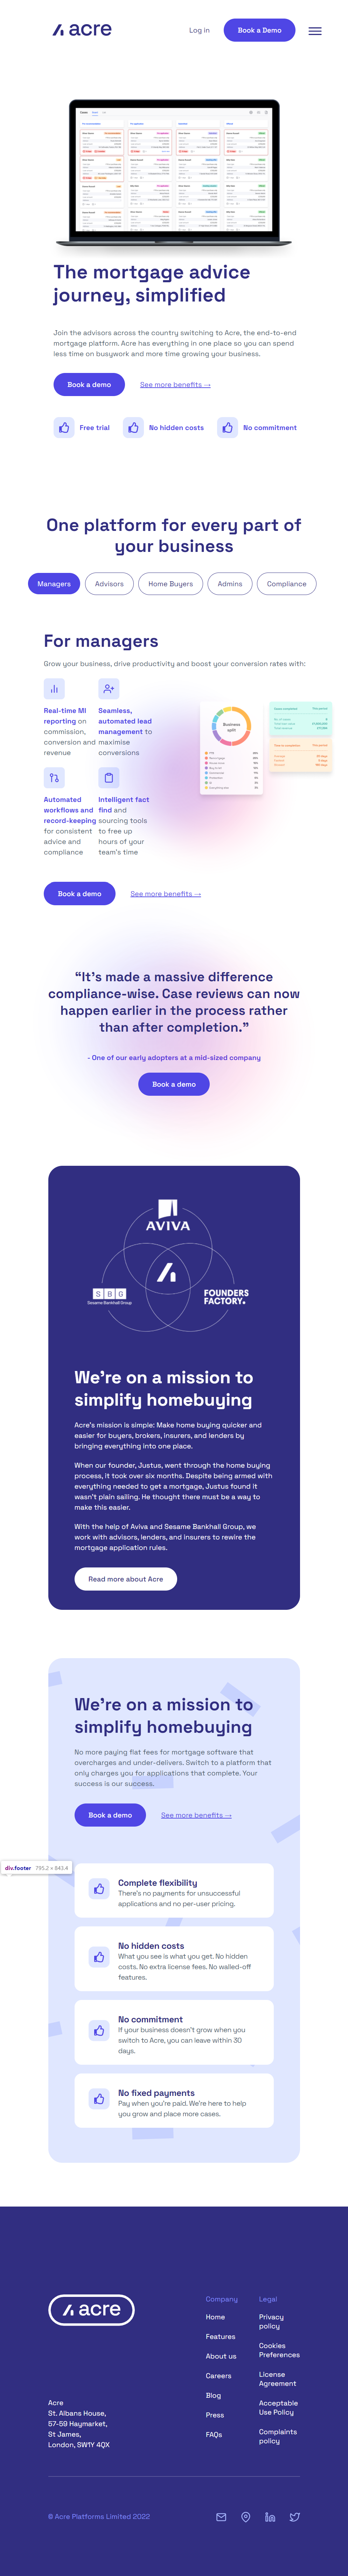 acre
Log in
Book a Demo
The mortgage advice
journey, simplified
Join the advisors across the country switching to Acre, the end-to-end
mortgage platform. Acre has everything in one place so you can spend
less time on busywork and more time growing your business.
Book a demo
See more benefits →
Free trial
No hidden costs
No commitment
One platform for every part of
your business
Managers
Advisors
Home Buyers
Admins
Compliance
For managers
Grow your business, drive productivity and boost your conversion rates with:
Real-time MI
reporting on
commission,
conversion and
revenue
Seamless,
automated lead
management to
maximise
conversions
Automated
workflows and
record-keeping
for consistent
advice and
compliance
Intelligent fact
find and
sourcing tools
to free up
hours of your
team's time
Business
split
Book a demo
See more benefits →
“It’s made a massive difference
compliance-wise. Case reviews can now
happen earlier in the process rather
than after completion.”
- One of our early adopters at a mid-sized company
Book a demo
AVIVA
SBG
Sesame Bankhall Group
FOUNDERS
FACTORY.
We’re on a mission to
simplify homebuying
Acre’s mission is simple: Make home buying quicker and
easier for buyers, brokers, insurers, and lenders by
bringing everything into one place.
When our founder, Justus, went through the home buying
process, it took over six months. Despite being armed with
everything needed to get a mortgage, Justus found it
wasn’t plain sailing. He thought there must be a way to
make this easier.
With the help of Aviva and Sesame Bankhall Group, we
work with advisors, lenders, and insurers to rewire the
mortgage application rules.
Read more about Acre
We’re on a mission to
simplify homebuying
No more paying flat fees for mortgage software that
overcharges and under-delivers. Switch to a platform that
only charges you for applications that complete. Your
success is our success.
Book a demo
See more benefits →
div.footer 795.2 × 843.4
Complete flexibility
There’s no payments for unsuccessful
applications and no per-user pricing.
No hidden costs
What you see is what you get. No hidden
costs. No extra license fees. No walled-off
features.
No commitment
If your business doesn’t grow when you
switch to Acre, you can leave within 30
days.
No fixed payments
Pay when you’re paid. We’re here to help
you grow and place more cases.
acre
Company
Home
Features
About us
Careers
Blog
Press
FAQs
Legal
Privacy
policy
Cookies
Preferences
License
Agreement
Acceptable
Use Policy
Complaints
policy
Acre
St. Albans House,
57-59 Haymarket,
St James,
London, SW1Y 4QX
© Acre Platforms Limited 2022